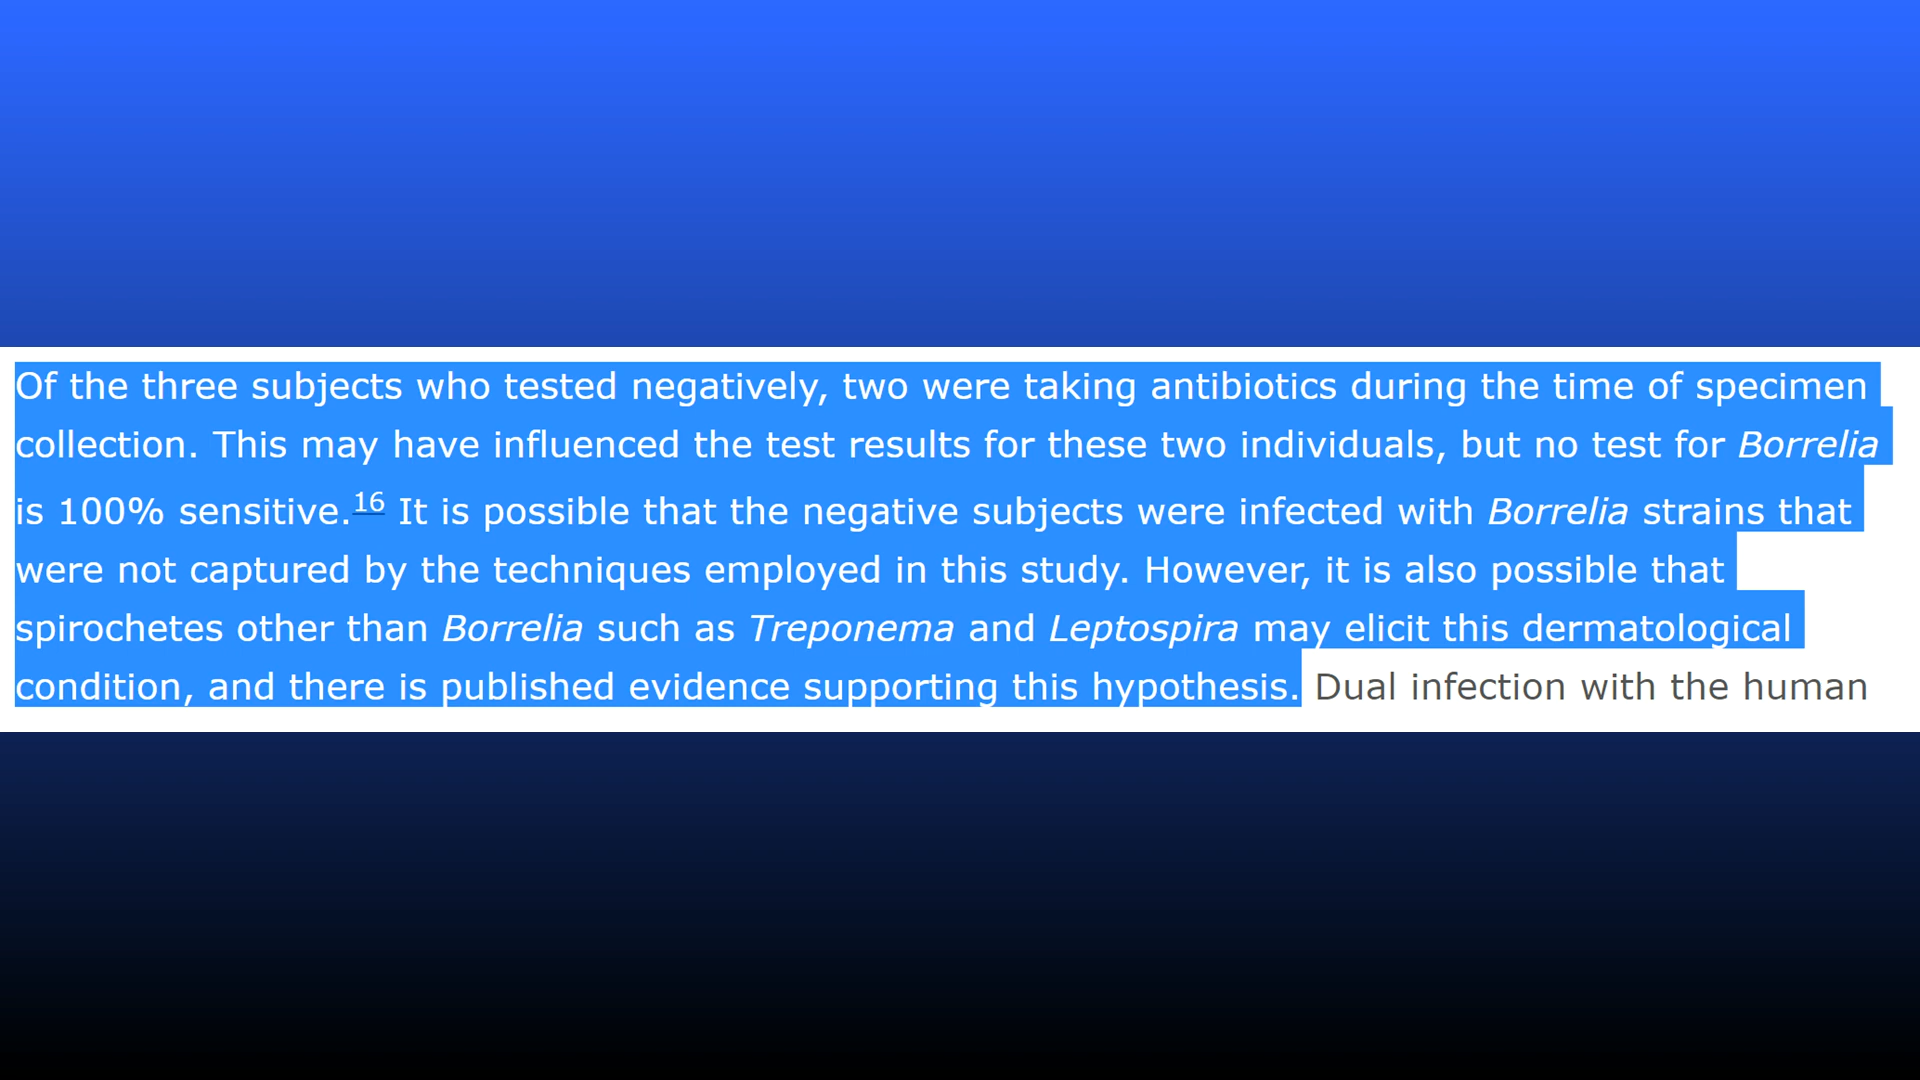 Of the three subjects who tested negatively, two were taking antibiotics during the time of specimen
collection. This may have influenced the test results for these two individuals, but no test for Borrelia
is 100% sensitive.16 It is possible that the negative subjects were infected with Borrelia strains that
were not captured by the techniques employed in this study. However, it is also possible that
spirochetes other than Borrelia such as Treponema and Leptospira may elicit this dermatological
condition, and there is published evidence supporting this hypothesis. Dual infection with the human